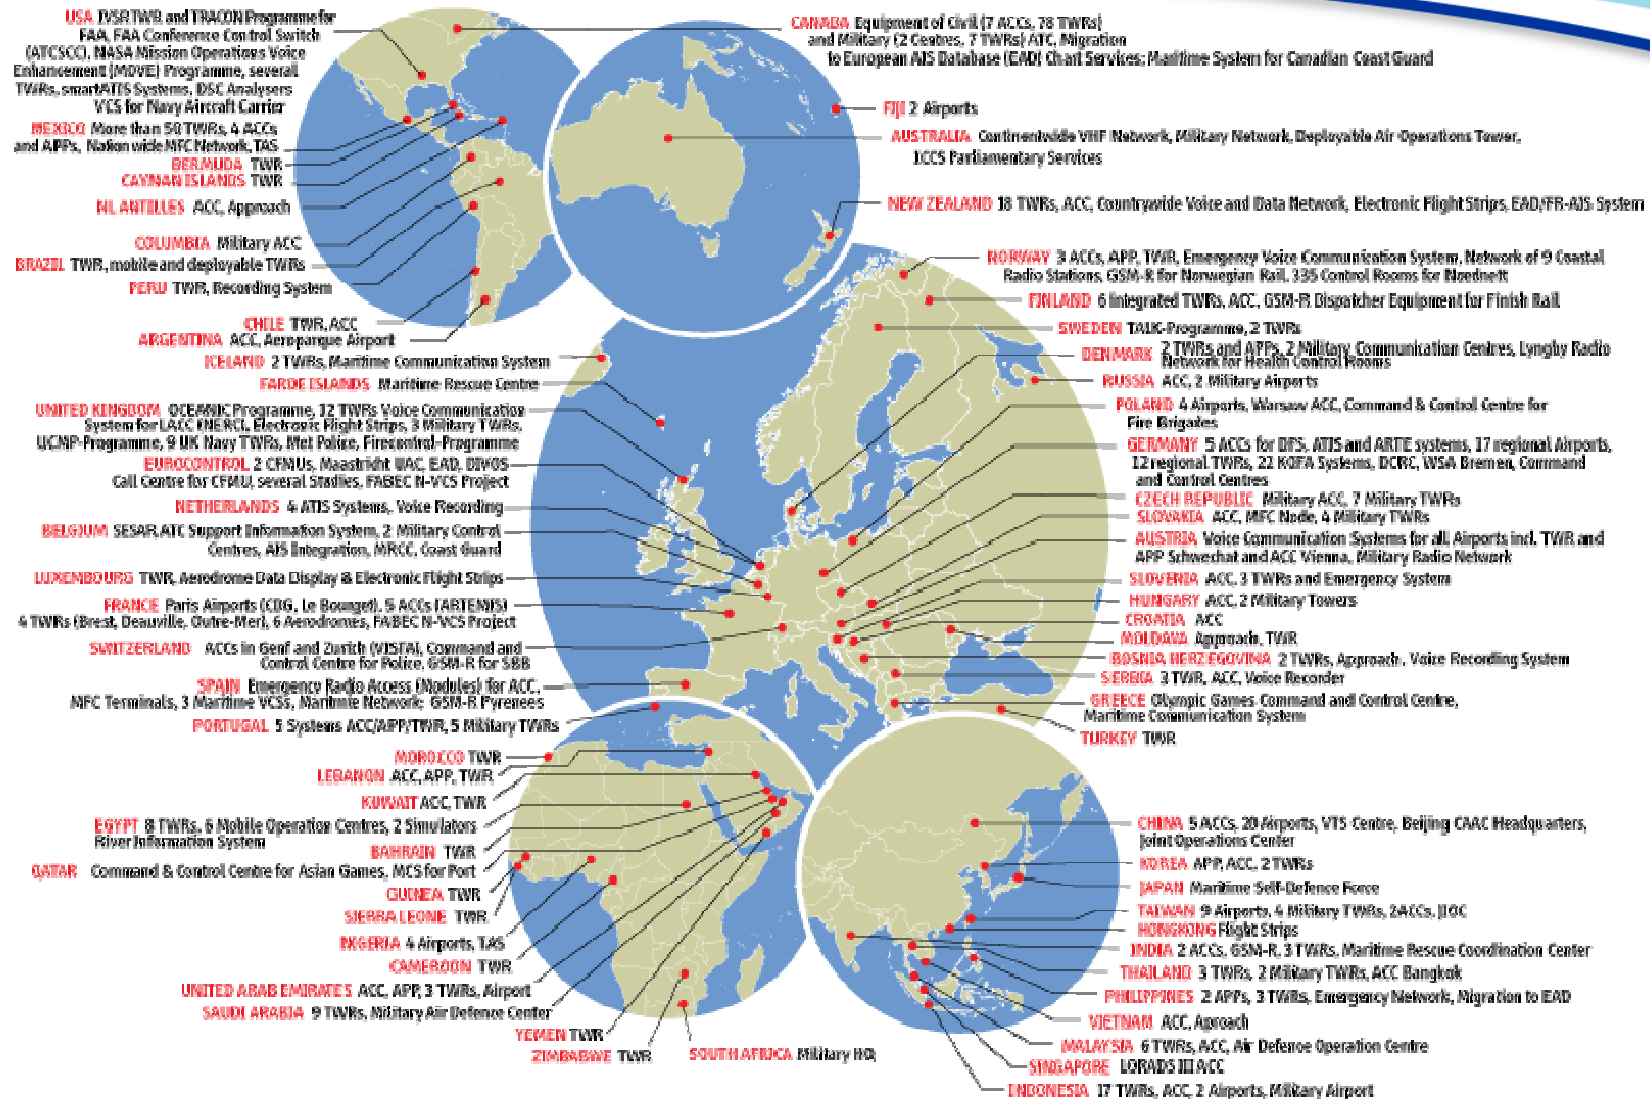 USA IVSR TWR and TRACON Programme for
FAA, FAA Conference Control Switch
(ATCSCC), NASA Mission Operations Voice
Enhancement (MOVE) Programme, several
TWRs, smartATIS Systems, DSC Analysers
VCS for Navy Aircraft Carrier
MEXICO More than 50 TWRs, 4 ACCs
and APPs, Nation wide MFC Network, TAS
BERMUDA TWR
CAYMAN ISLANDS TWR
NL ANTILLES ACC, Approach
COLUMBIA Military ACC
BRAZIL TWR, mobile and deployable TWRs
PERU TWR, Recording System
CHILE TWR, ACC
ARGENTINA ACC, Aeroparque Airport
ICELAND 2 TWRs, Maritime Communication System
FAROE ISLANDS Maritime Rescue Centre
UNITED KINGDOM OCEANIC Programme, 12 TWRs Voice Communication
System for LACC (NERC), Electronic Flight Strips, 3 Military TWRs,
UCMP-Programme, 9 UK Navy TWRs, Met Police, Firecontrol-Programme
EUROCONTROL 2 CFMUs, Maastricht UAC, EAD, DIVOS
Call Centre for CFMU, several Studies, FABEC N-VCS Project
NETHERLANDS 4 ATIS Systems, Voice Recording
BELGIUM SESAR ATC Support Information System, 2 Military Control
Centres, AIS Integration, MRCC, Coast Guard
LUXEMBOURG TWR, Aerodrome Data Display & Electronic Flight Strips
FRANCE Paris Airports (CDG, Le Bourget), 5 ACCs (ARTEMIS)
4 TWRs (Brest, Deauville, Outre-Mer), 6 Aerodromes, FABEC N-VCS Project
SWITZERLAND ACCs in Genf and Zurich (VISTA), Command and
Control Centre for Police, GSM-R for SBB
SPAIN Emergency Radio Access (Modules) for ACC,
MFC Terminals, 3 Maritime VCSs, Maritmie Network; GSM-R Pyrenees
PORTUGAL 5 Systems ACC/APP/TWR, 5 Military TWRs
MOROCCO TWR
LEBANON ACC, APP, TWR
KUWAIT ACC, TWR
EGYPT 8 TWRs, 6 Mobile Operation Centres, 2 Simulators
River Information System
BAHRAIN TWR
QATAR Command & Control Centre for Asian Games, MCS for Port
GUINEA TWR
SIERRA LEONE TWR
NIGERIA 4 Airports, TAS
CAMEROON TWR
UNITED ARAB EMIRATES ACC, APP, 3 TWRs, Airport
SAUDI ARABIA 9 TWRs, Military Air Defence Center
YEMEN TWR
ZIMBABWE TWR
SOUTH AFRICA Military HQ
CANADA Equipment of Civil (7 ACCs, 78 TWRs)
and Military (2 Centres, 7 TWRs) ATC, Migration
to European AIS Database (EAD) Chart Services; Maritime System for Canadian Coast Guard
FIJI 2 Airports
AUSTRALIA Continentwide VHF Network, Military Network, Deployable Air-Operations Tower,
ICCS Parliamentary Services
NEW ZEALAND 18 TWRs, ACC, Countrywide Voice and Data Network, Electronic Flight Strips, EAD/FR-AIS System
NORWAY 3 ACCs, APP, TWR, Emergency Voice Communication System, Network of 9 Coastal
Radio Stations, GSM-R for Norwegian Rail, 335 Control Rooms for Noednett
FINLAND 6 integrated TWRs, ACC, GSM-R Dispatcher Equipment for Finish Rail
SWEDEN TALK-Programme, 2 TWRs
DENMARK 2 TWRs and APPs, 2 Military Communication Centres, Lyngby Radio
Network for Health Control Rooms
RUSSIA ACC, 2 Military Airports
POLAND 4 Airports, Warsaw ACC, Command & Control Centre for
Fire Brigades
GERMANY 5 ACCs for DFS, ATIS and ARTE systems, 17 regional Airports,
12 regional TWRs, 22 KOFA Systems, DCRC, WSA Bremen, Command
and Control Centres
CZECH REPUBLIC Military ACC, 7 Military TWRs
SLOVAKIA ACC, MFC Node, 4 Military TWRs
AUSTRIA Voice Communication Systems for all Airports incl. TWR and
APP Schwechat and ACC Vienna, Military Radio Network
SLOVENIA ACC, 3 TWRs and Emergency System
HUNGARY ACC, 2 Military Towers
CROATIA ACC
MOLDAVA Approach, TWR
BOSNIA HERZEGOVINA 2 TWRs, Approach, Voice Recording System
SERBIA 3 TWR, ACC, Voice Recorder
GREECE Olympic Games Command and Control Centre,
Maritime Communication System
TURKEY TWR
CHINA 5 ACCs, 20 Airports, VTS Centre, Beijing CAAC Headquarters,
Joint Operations Center
KOREA APP, ACC, 2 TWRs
JAPAN Maritime Self-Defence Force
TAIWAN 9 Airports, 4 Military TWRs, 2 ACCs, JIOC
HONGKONG Flight Strips
INDIA 2 ACCs, GSM-R, 3 TWRs, Maritime Rescue Coordination Center
THAILAND 3 TWRs, 2 Military TWRs, ACC Bangkok
PHILIPPINES 2 APPs, 3 TWRs, Emergency Network, Migration to EAD
VIETNAM ACC, Aproach
MALAYSIA 6 TWRs, ACC, Air Defence Operation Centre
SINGAPORE LORADS III ACC
INDONESIA 17 TWRs, ACC, 2 Airports, Military Airport